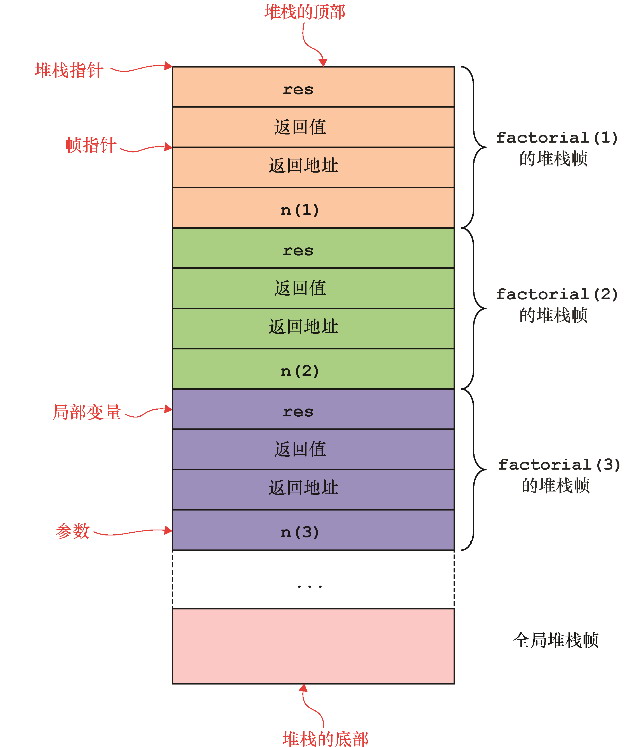 堆栈的顶部
堆栈指针
res
返回值
帧指针
返回地址
n(1)
factorial(1)
的堆栈帧
res
返回值
返回地址
n(2)
factorial(2)
的堆栈帧
局部变量
res
返回值
返回地址
参数
n(3)
factorial(3)
的堆栈帧
...
全局堆栈帧
堆栈的底部